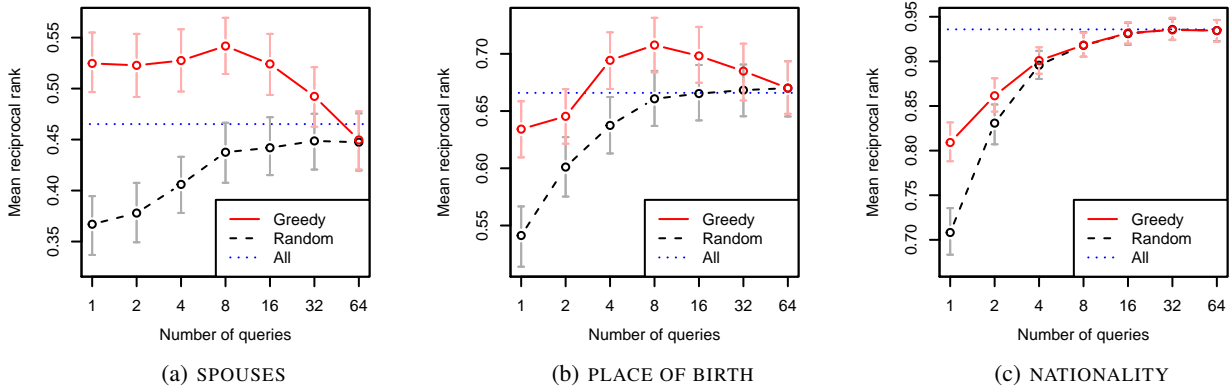 Mean reciprocal rank
0.55
0.50
0.45
0.40
0.35
Greedy
Random
All
1 2 4 8 16 32 64
Number of queries
(a) SPOUSES
Mean reciprocal rank
0.70
0.65
0.60
0.55
Greedy
Random
All
1 2 4 8 16 32 64
Number of queries
(b) PLACE OF BIRTH
Mean reciprocal rank
0.95
0.90
0.85
0.80
0.75
0.70
Greedy
Random
All
1 2 4 8 16 32 64
Number of queries
(c) NATIONALITY